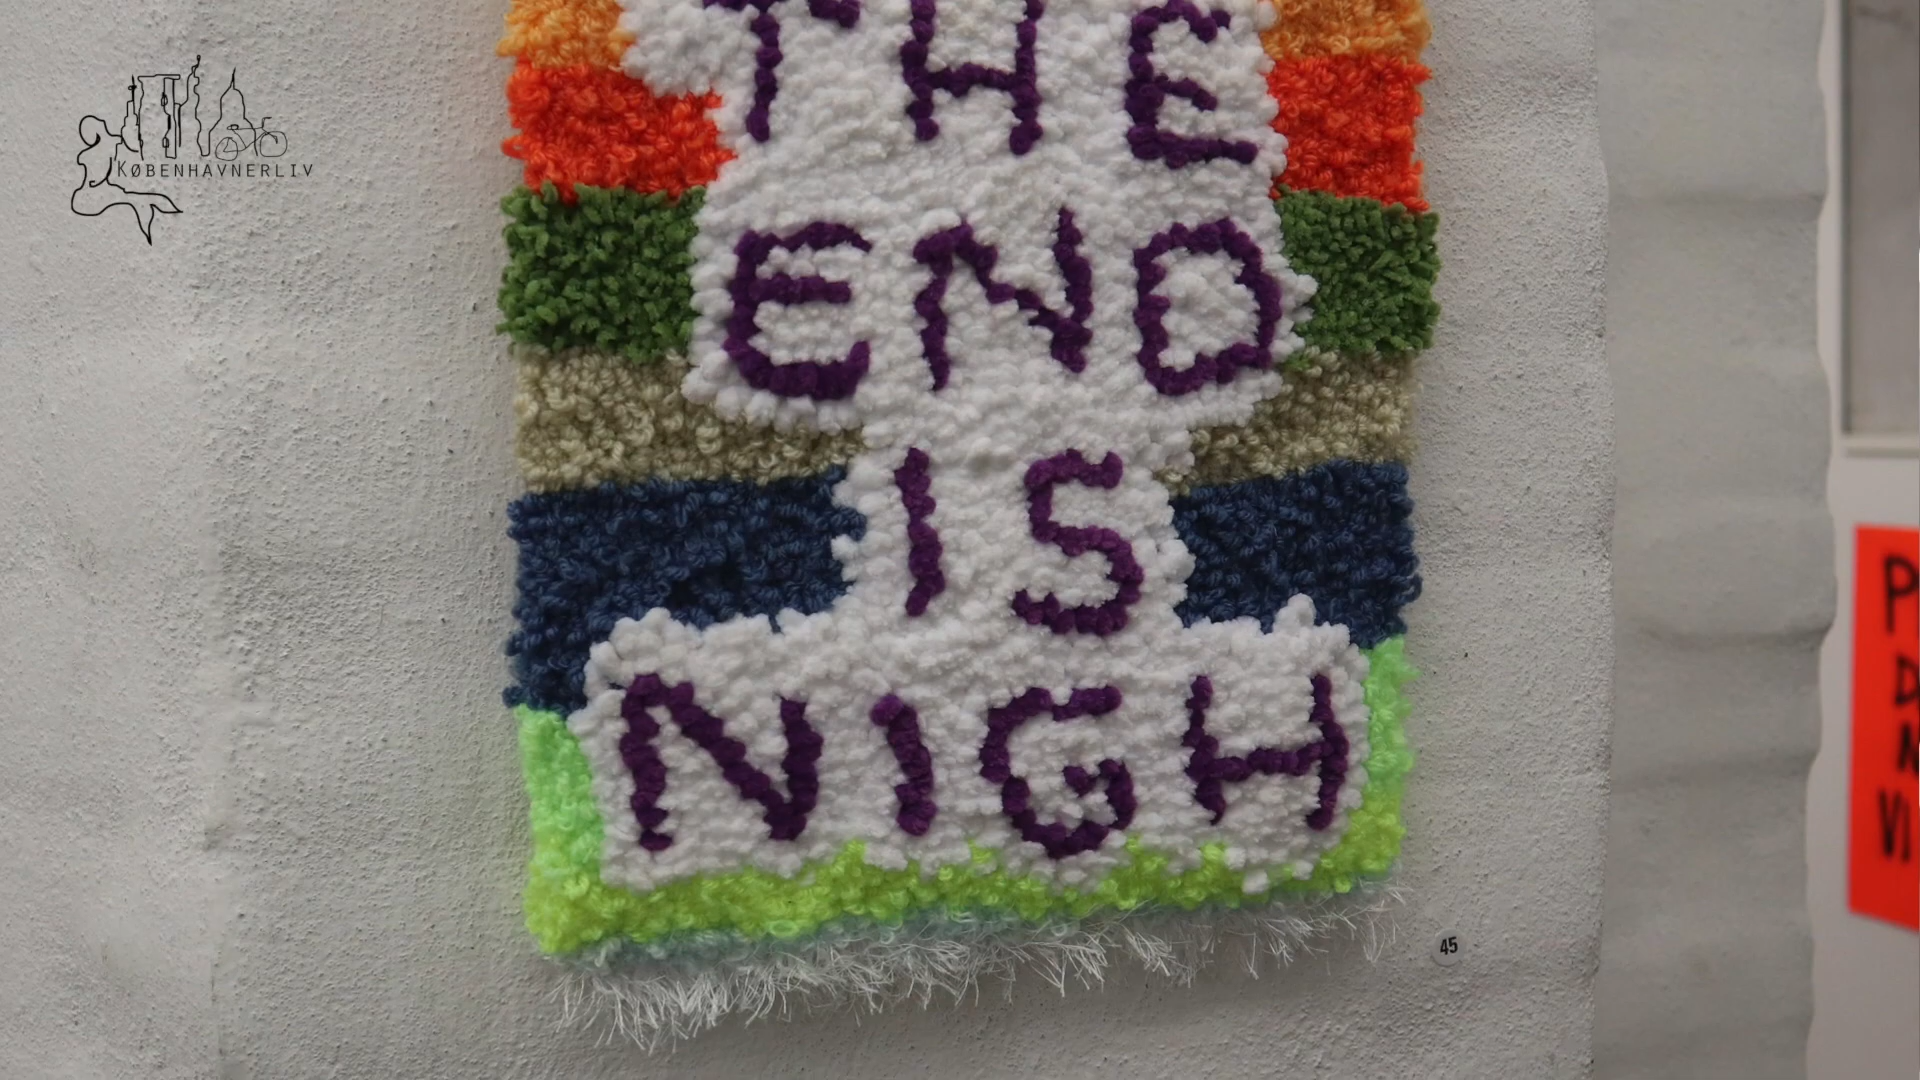 KØBENHAVNERLIV
THE
END
IS
NIGH
45